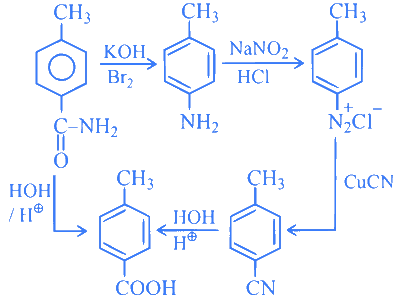 CH₃ CH₃ CH₃
KOH NaNO₂
Br₂ HCl
C–NH₂ NH₂ N₂⁺Cl⁻
O
HOH CuCN
/ H⊕
CH₃ CH₃
HOH
H⊕
COOH CN